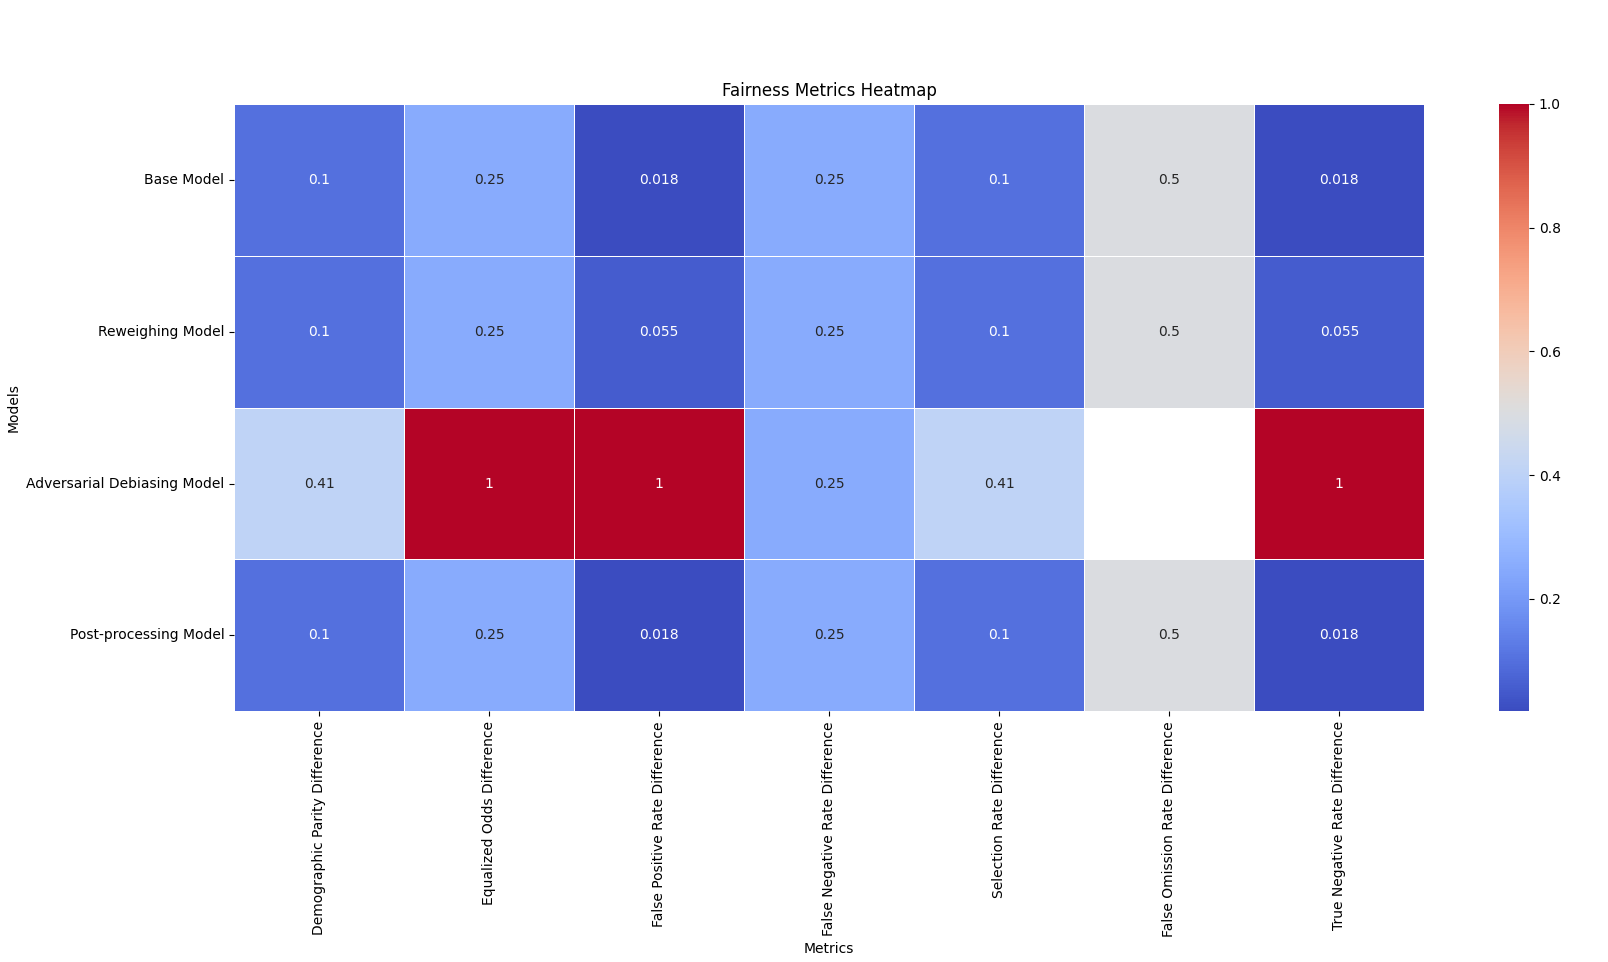 Fairness Metrics Heatmap
Models
Base Model 0.1 0.25 0.018 0.25 0.1 0.5 0.018
Reweighing Model 0.1 0.25 0.055 0.25 0.1 0.5 0.055
Adversarial Debiasing Model 0.41 1 1 0.25 0.41 1
Post-processing Model 0.1 0.25 0.018 0.25 0.1 0.5 0.018
Demographic Parity Difference
Equalized Odds Difference
False Positive Rate Difference
False Negative Rate Difference
Selection Rate Difference
False Omission Rate Difference
True Negative Rate Difference
Metrics
1.0
0.8
0.6
0.4
0.2